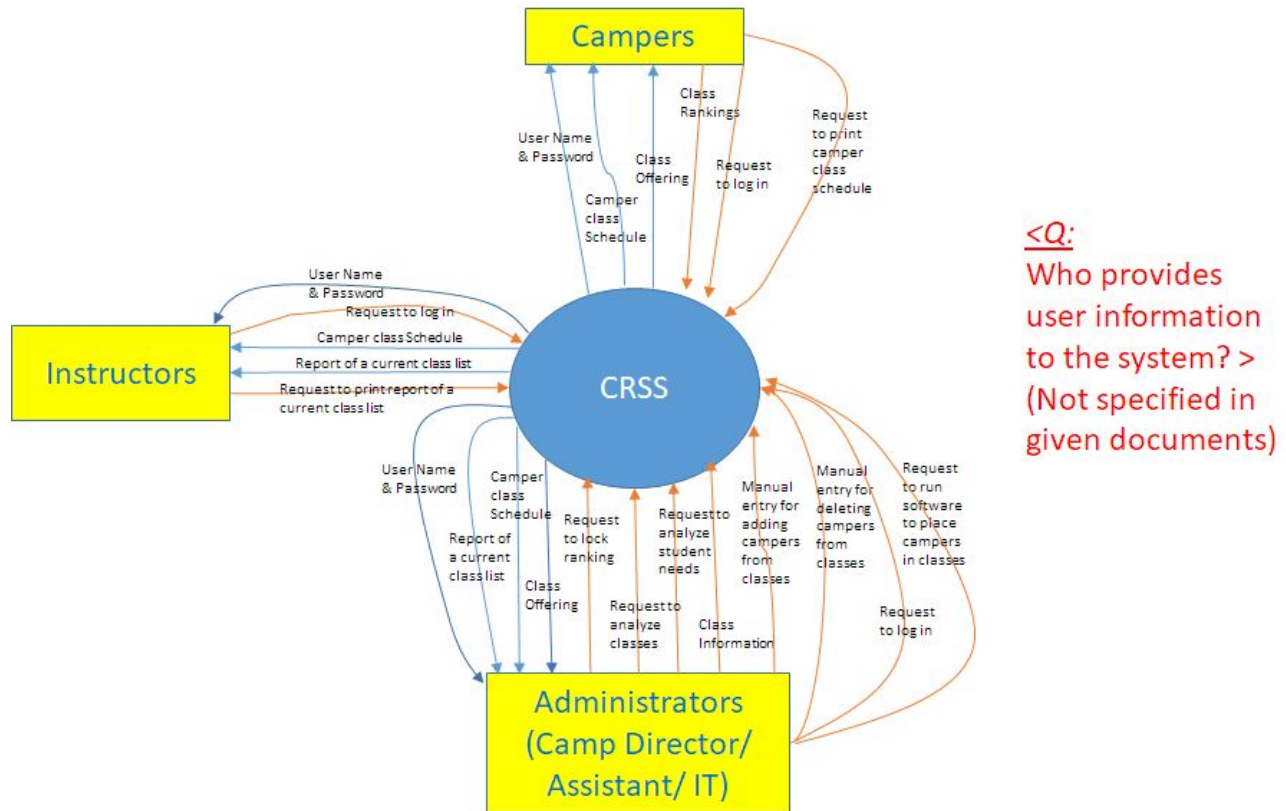 Campers
User Name
& Password
Camper
class
Schedule
Class
Offering
Class
Rankings
Request
to log in
Request
to print
camper
class
schedule
<Q:
Who provides
user information
to the system? >
(Not specified in
given documents)
Instructors
User Name
& Password
Request to log in
Camper class Schedule
Report of a current class list
Request to print report of a
current class list
CRSS
User Name
& Password
Report of
a current
class list
Camper
class
Schedule
Class
Offering
Request
to lock
ranking
Request to
analyze
classes
Request to
analyze
student
needs
Class
Information
Manual
entry for
adding
campers
from
classes
Manual
entry for
deleting
campers
from
classes
Request
to log in
Request
to run
software
to place
campers
in classes
Administrators
(Camp Director/
Assistant/ IT)